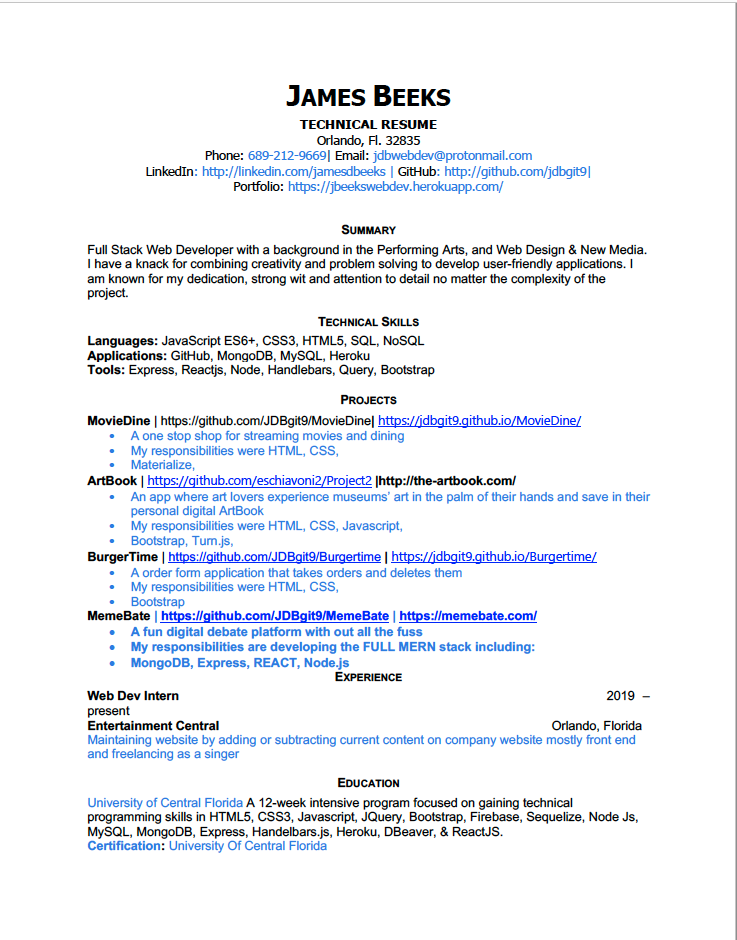 JAMES BEEKS
TECHNICAL RESUME
Orlando, Fl. 32835
Phone: 689-212-9669| Email: jdbwebdev@protonmail.com
LinkedIn: http://linkedin.com/jamesdbeeks | GitHub: http://github.com/jdbgit9|
Portfolio: https://jbeekswebdev.herokuapp.com/
SUMMARY
Full Stack Web Developer with a background in the Performing Arts, and Web Design & New Media.
I have a knack for combining creativity and problem solving to develop user-friendly applications. I
am known for my dedication, strong wit and attention to detail no matter the complexity of the
project.
TECHNICAL SKILLS
Languages: JavaScript ES6+, CSS3, HTML5, SQL, NoSQL
Applications: GitHub, MongoDB, MySQL, Heroku
Tools: Express, Reactjs, Node, Handlebars, Query, Bootstrap
PROJECTS
MovieDine | https://github.com/JDBgit9/MovieDine| https://jdbgit9.github.io/MovieDine/
• A one stop shop for streaming movies and dining
• My responsibilities were HTML, CSS,
• Materialize,
ArtBook | https://github.com/eschiavoni2/Project2 |http://the-artbook.com/
• An app where art lovers experience museums' art in the palm of their hands and save in their
personal digital ArtBook
• My responsibilities were HTML, CSS, Javascript,
• Bootstrap, Turn.js,
BurgerTime | https://github.com/JDBgit9/Burgertime | https://jdbgit9.github.io/Burgertime/
• A order form application that takes orders and deletes them
• My responsibilities were HTML, CSS,
• Bootstrap
MemeBate | https://github.com/JDBgit9/MemeBate | https://memebate.com/
• A fun digital debate platform with out all the fuss
• My responsibilities are developing the FULL MERN stack including:
• MongoDB, Express, REACT, Node.js
EXPERIENCE
Web Dev Intern 2019 –
present
Entertainment Central Orlando, Florida
Maintaining website by adding or subtracting current content on company website mostly front end
and freelancing as a singer
EDUCATION
University of Central Florida A 12-week intensive program focused on gaining technical
programming skills in HTML5, CSS3, Javascript, JQuery, Bootstrap, Firebase, Sequelize, Node Js,
MySQL, MongoDB, Express, Handelbars.js, Heroku, DBeaver, & ReactJS.
Certification: University Of Central Florida